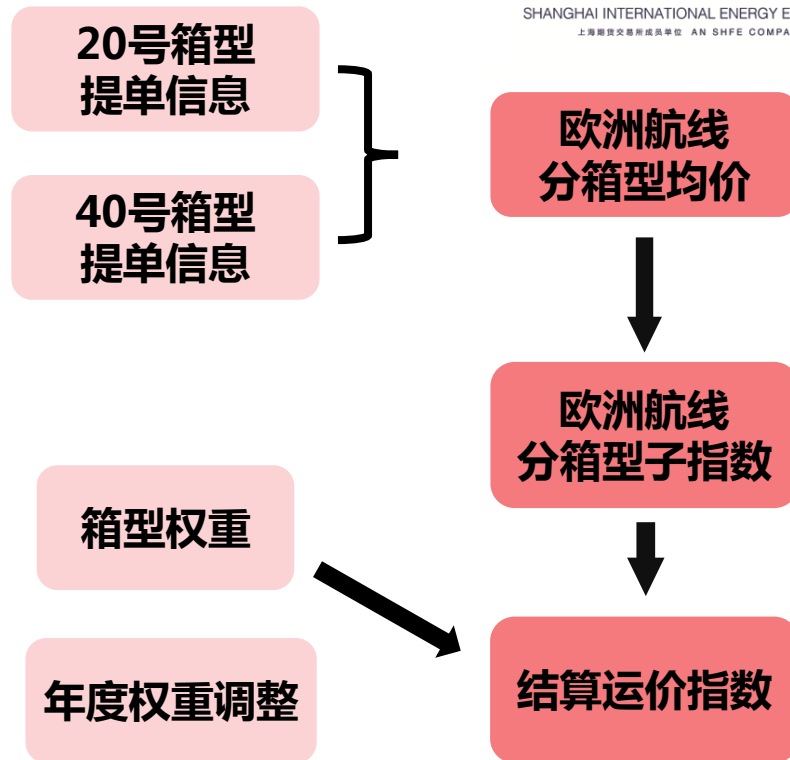 SHANGHAI INTERNATIONAL ENERGY E
上海期货交易所成员单位 AN SHFE COMPA
20号箱型
提单信息
40号箱型
提单信息
欧洲航线
分箱型均价
欧洲航线
分箱型子指数
箱型权重
年度权重调整
结算运价指数